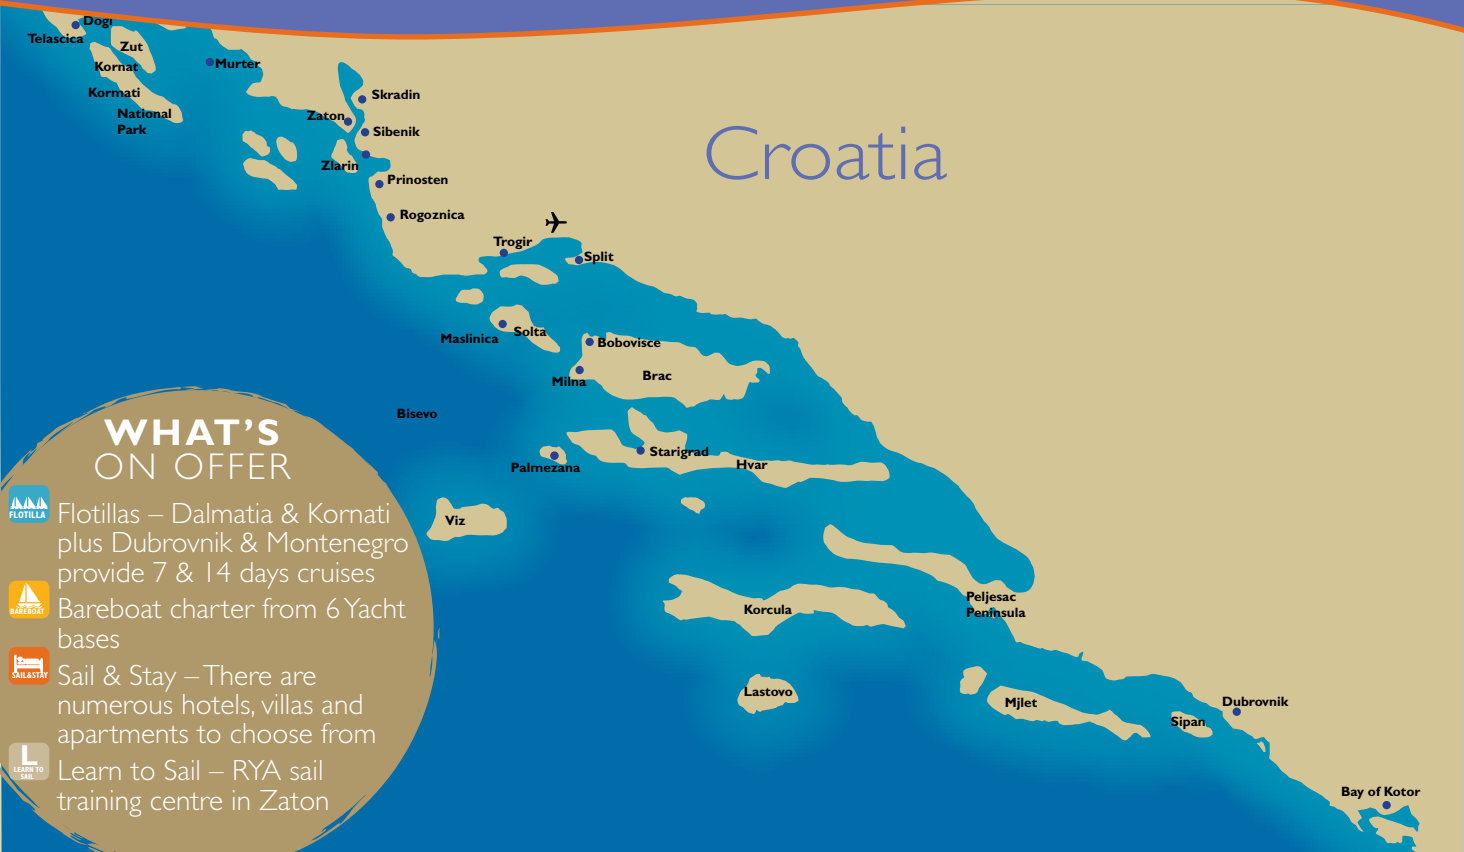 Dogi
Telascica
Zut
Kornat
Kormati
National
Park
Murter
Skradin
Zaton
Sibenik
Zlarin
Prinosten
Rogoznica
Croatia
Trogir
Split
Maslinica
Solta
Bobovisce
Milna
Brac
Bisevo
Palmezana
Starigrad
Hvar
Viz
Korcula
Peljesac
Peninsula
Lastovo
Mjlet
Sipan
Dubrovnik
Bay of Kotor
WHAT'S
ON OFFER
FLOTILLA
Flotillas – Dalmatia & Kornati
plus Dubrovnik & Montenegro
provide 7 & 14 days cruises
BAREBOAT
Bareboat charter from 6 Yacht
bases
SAIL&STAY
Sail & Stay – There are
numerous hotels, villas and
apartments to choose from
L
LEARN TO
SAIL
Learn to Sail – RYA sail
training centre in Zaton